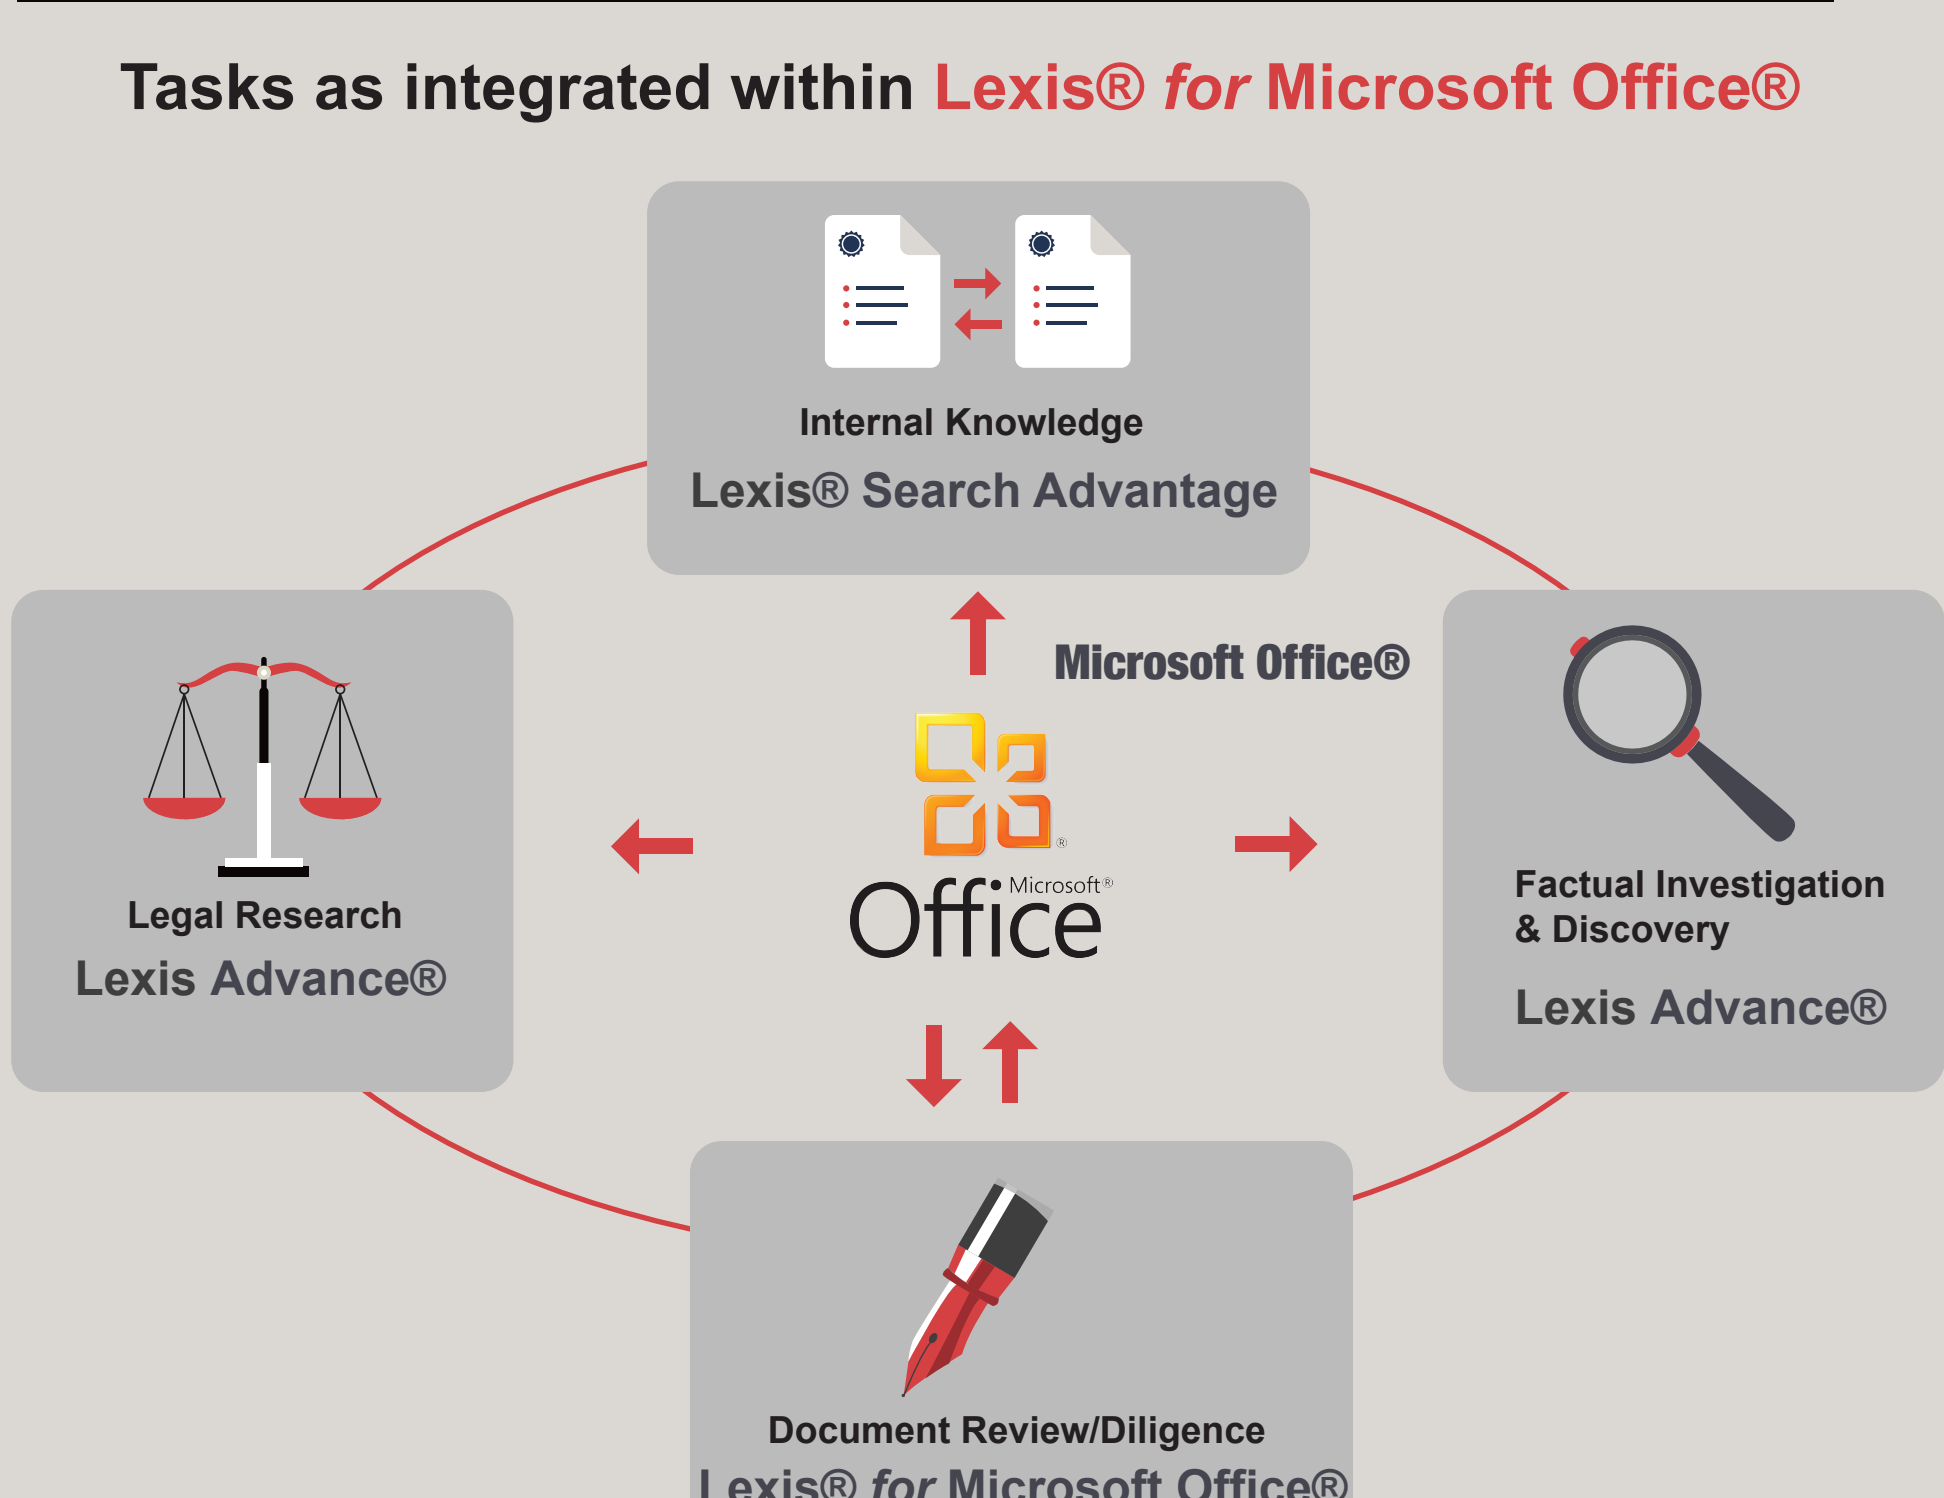 Tasks as integrated within Lexis® for Microsoft Office®
Internal Knowledge
Lexis® Search Advantage
Microsoft Office®
Legal Research
Lexis Advance®
Microsoft®
Office
®
Factual Investigation
& Discovery
Lexis Advance®
Document Review/Diligence
Lexis® for Microsoft Office®